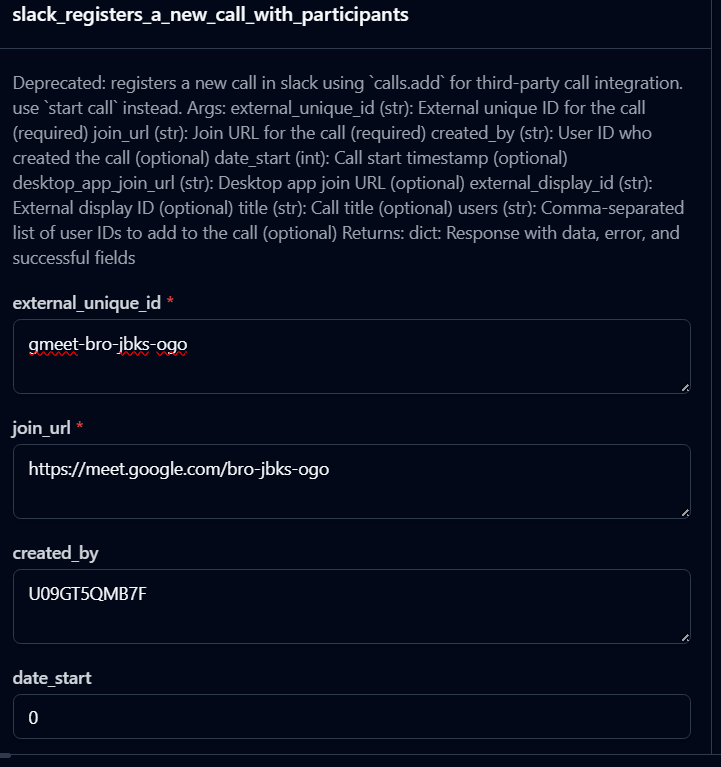 slack_registers_a_new_call_with_participants
Deprecated: registers a new call in slack using `calls.add` for third-party call integration.
use `start call` instead. Args: external_unique_id (str): External unique ID for the call
(required) join_url (str): Join URL for the call (required) created_by (str): User ID who
created the call (optional) date_start (int): Call start timestamp (optional)
desktop_app_join_url (str): Desktop app join URL (optional) external_display_id (str):
External display ID (optional) title (str): Call title (optional) users (str): Comma-separated
list of user IDs to add to the call (optional) Returns: dict: Response with data, error, and
successful fields
external_unique_id *
gmeet-bro-jbks-ogo
join_url *
https://meet.google.com/bro-jbks-ogo
created_by
U09GT5QMB7F
date_start
0